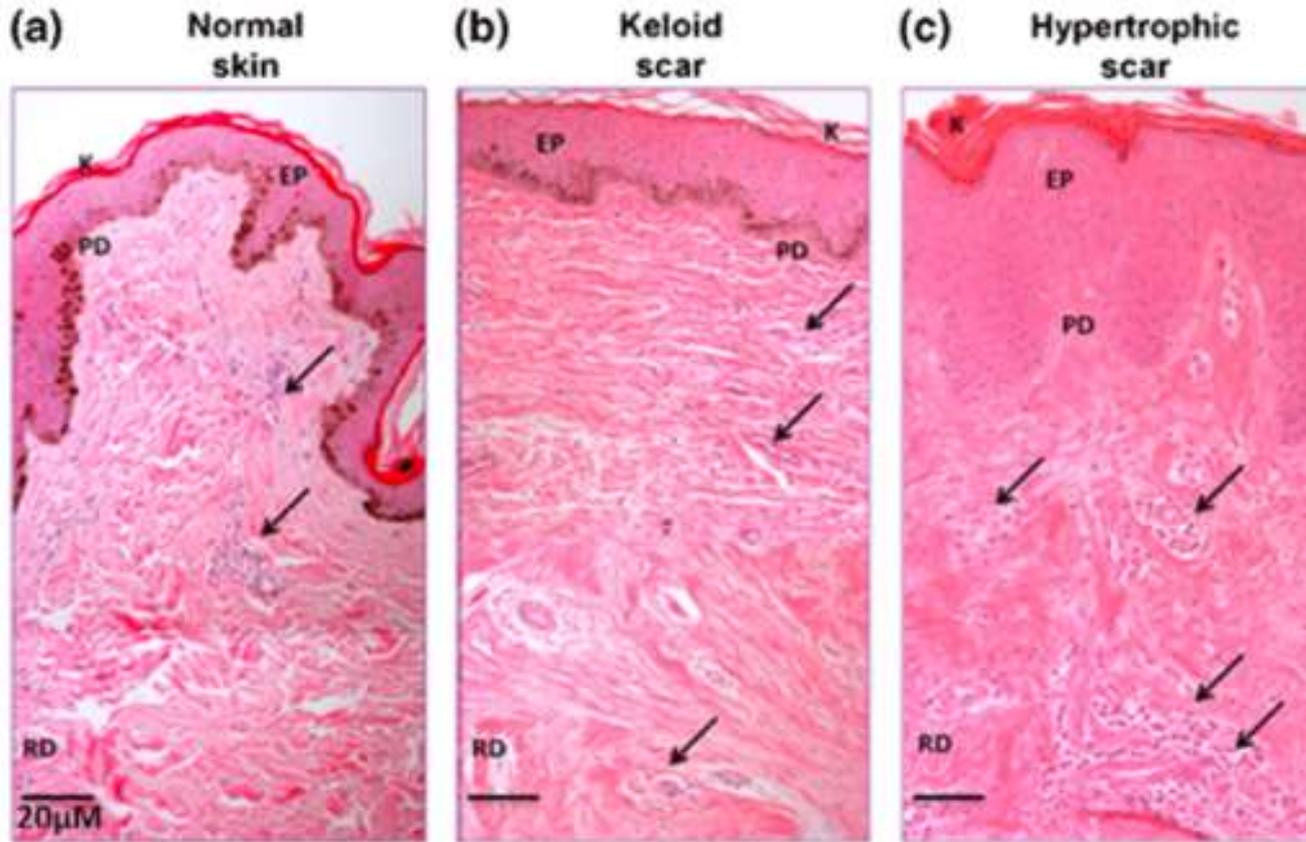 (a) Normal
skin
(b) Keloid
scar
(c) Hypertrophic
scar
K
EP
PD
RD
20µM
EP
K
PD
RD
K
EP
PD
RD